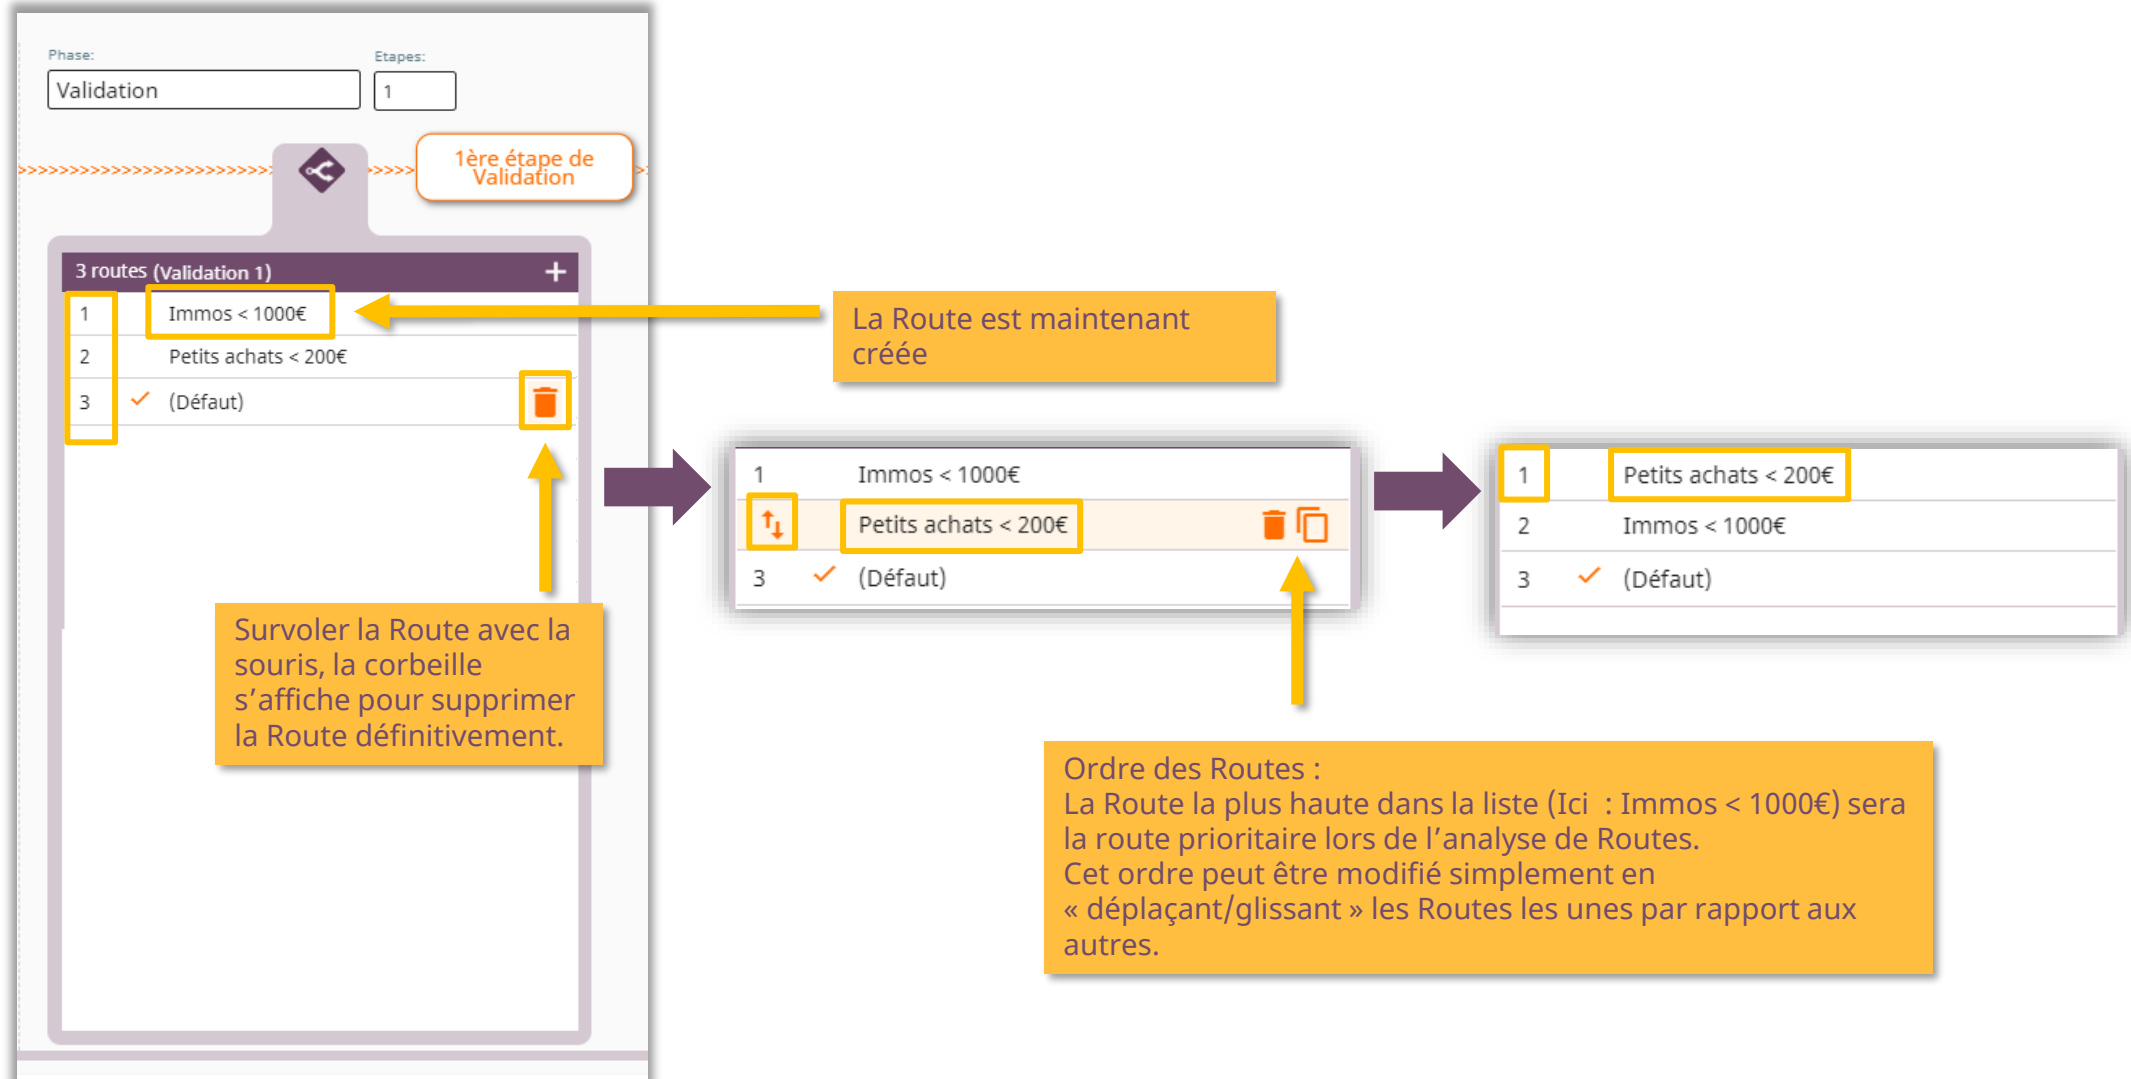 Phase:
Etapes:
Validation
1
>>>>>>>>>>>>>>>>>>>>>>>>> >>>>> >>
1ère étape de
Validation
3 routes (Validation 1) +
1 Immos < 1000€
2 Petits achats < 200€
3 (Défaut)
La Route est maintenant
créée
Survoler la Route avec la
souris, la corbeille
s’affiche pour supprimer
la Route définitivement.
1 Immos < 1000€
Petits achats < 200€
3 (Défaut)
1 Petits achats < 200€
2 Immos < 1000€
3 (Défaut)
Ordre des Routes :
La Route la plus haute dans la liste (Ici  : Immos < 1000€) sera
la route prioritaire lors de l’analyse de Routes.
Cet ordre peut être modifié simplement en
« déplaçant/glissant » les Routes les unes par rapport aux
autres.